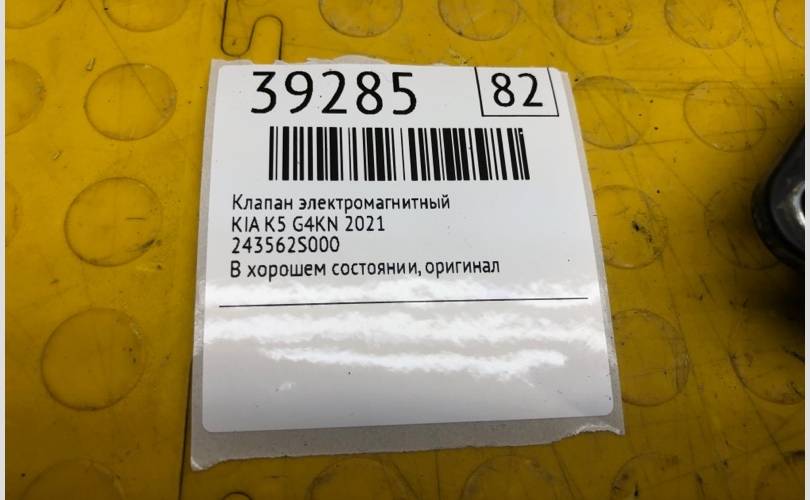 39285 82
Клапан электромагнитный
KIA K5 G4KN 2021
243562S000
В хорошем состоянии, оригинал